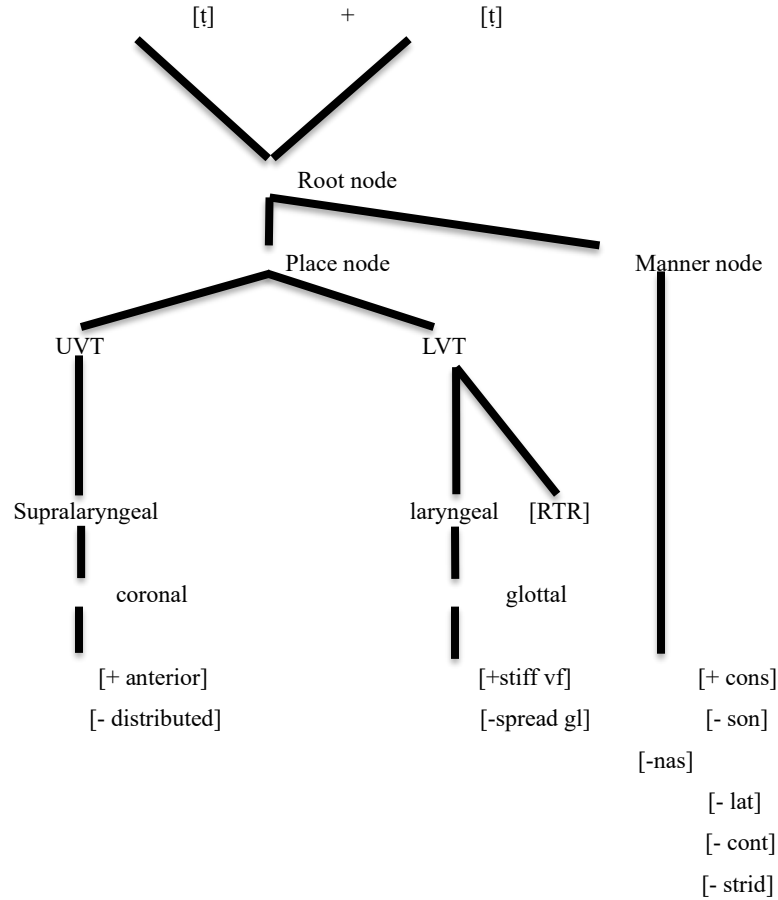 [ṭ] + [ṭ]
Root node
Place node Manner node
UVT LVT
Supralaryngeal laryngeal [RTR]
coronal glottal
[+ anterior] [+stiff vf] [+ cons]
[- distributed] [-spread gl] [- son]
[-nas]
[- lat]
[- cont]
[- strid]